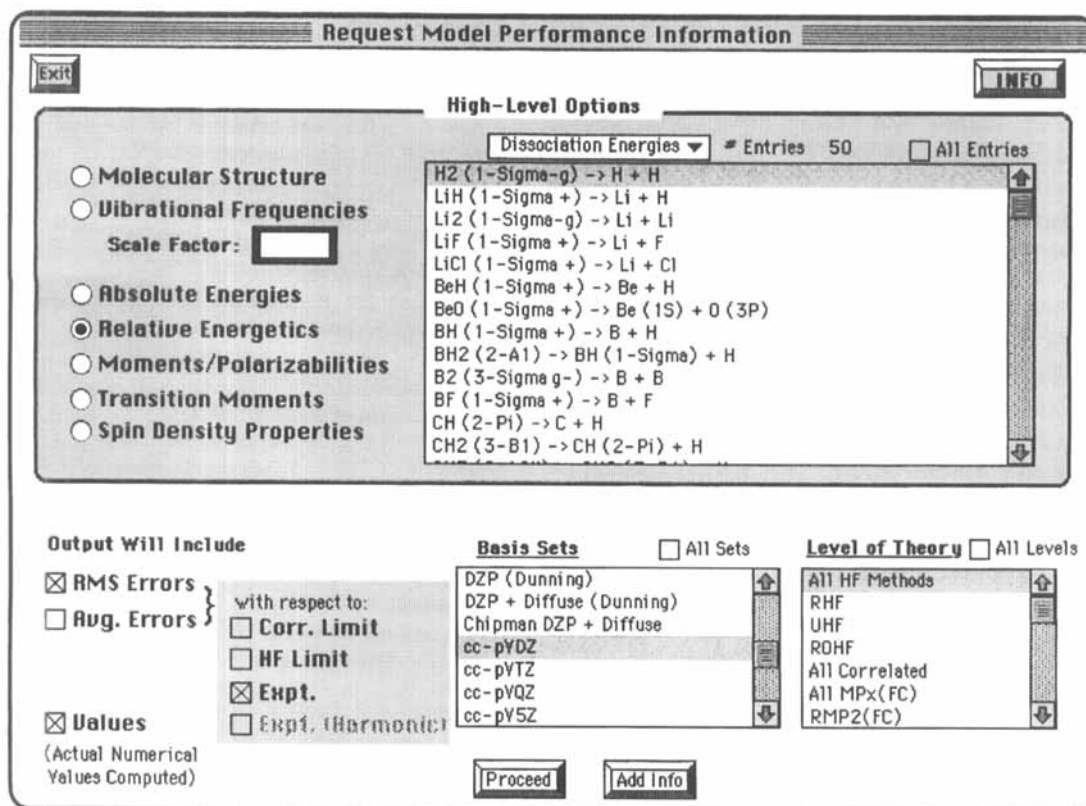 Request Model Performance Information
Exit
INFO
High-Level Options
Dissociation Energies # Entries 50 All Entries
Molecular Structure
Vibrational Frequencies
Scale Factor:
Absolute Energies
Relative Energetics
Moments/Polarizabilities
Transition Moments
Spin Density Properties
H2 (1-Sigma-g) -> H + H
LiH (1-Sigma +) -> Li + H
Li2 (1-Sigma-g) -> Li + Li
LiF (1-Sigma +) -> Li + F
LiCl (1-Sigma +) -> Li + Cl
BeH (1-Sigma +) -> Be + H
BeO (1-Sigma +) -> Be (1S) + O (3P)
BH (1-Sigma +) -> B + H
BH2 (2-A1) -> BH (1-Sigma) + H
B2 (3-Sigma g-) -> B + B
BF (1-Sigma +) -> B + F
CH (2-Pi) -> C + H
CH2 (3-B1) -> CH (2-Pi) + H
Output Will Include
RMS Errors
Avg. Errors
with respect to:
Corr. Limit
HF Limit
Expt.
Expt. (Harmonic)
Values
(Actual Numerical
Values Computed)
Basis Sets All Sets
DZP (Dunning)
DZP + Diffuse (Dunning)
Chipman DZP + Diffuse
cc-pVDZ
cc-pVTZ
cc-pVQZ
cc-pV5Z
Level of Theory All Levels
All HF Methods
RHF
UHF
ROHF
All Correlated
All MPx(FC)
RMP2(FC)
Proceed
Add Info